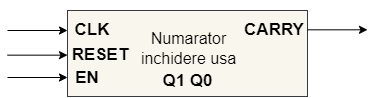 CLK
CARRY
Numarator
RESET
inchidere usa
EN
Q1 Q0